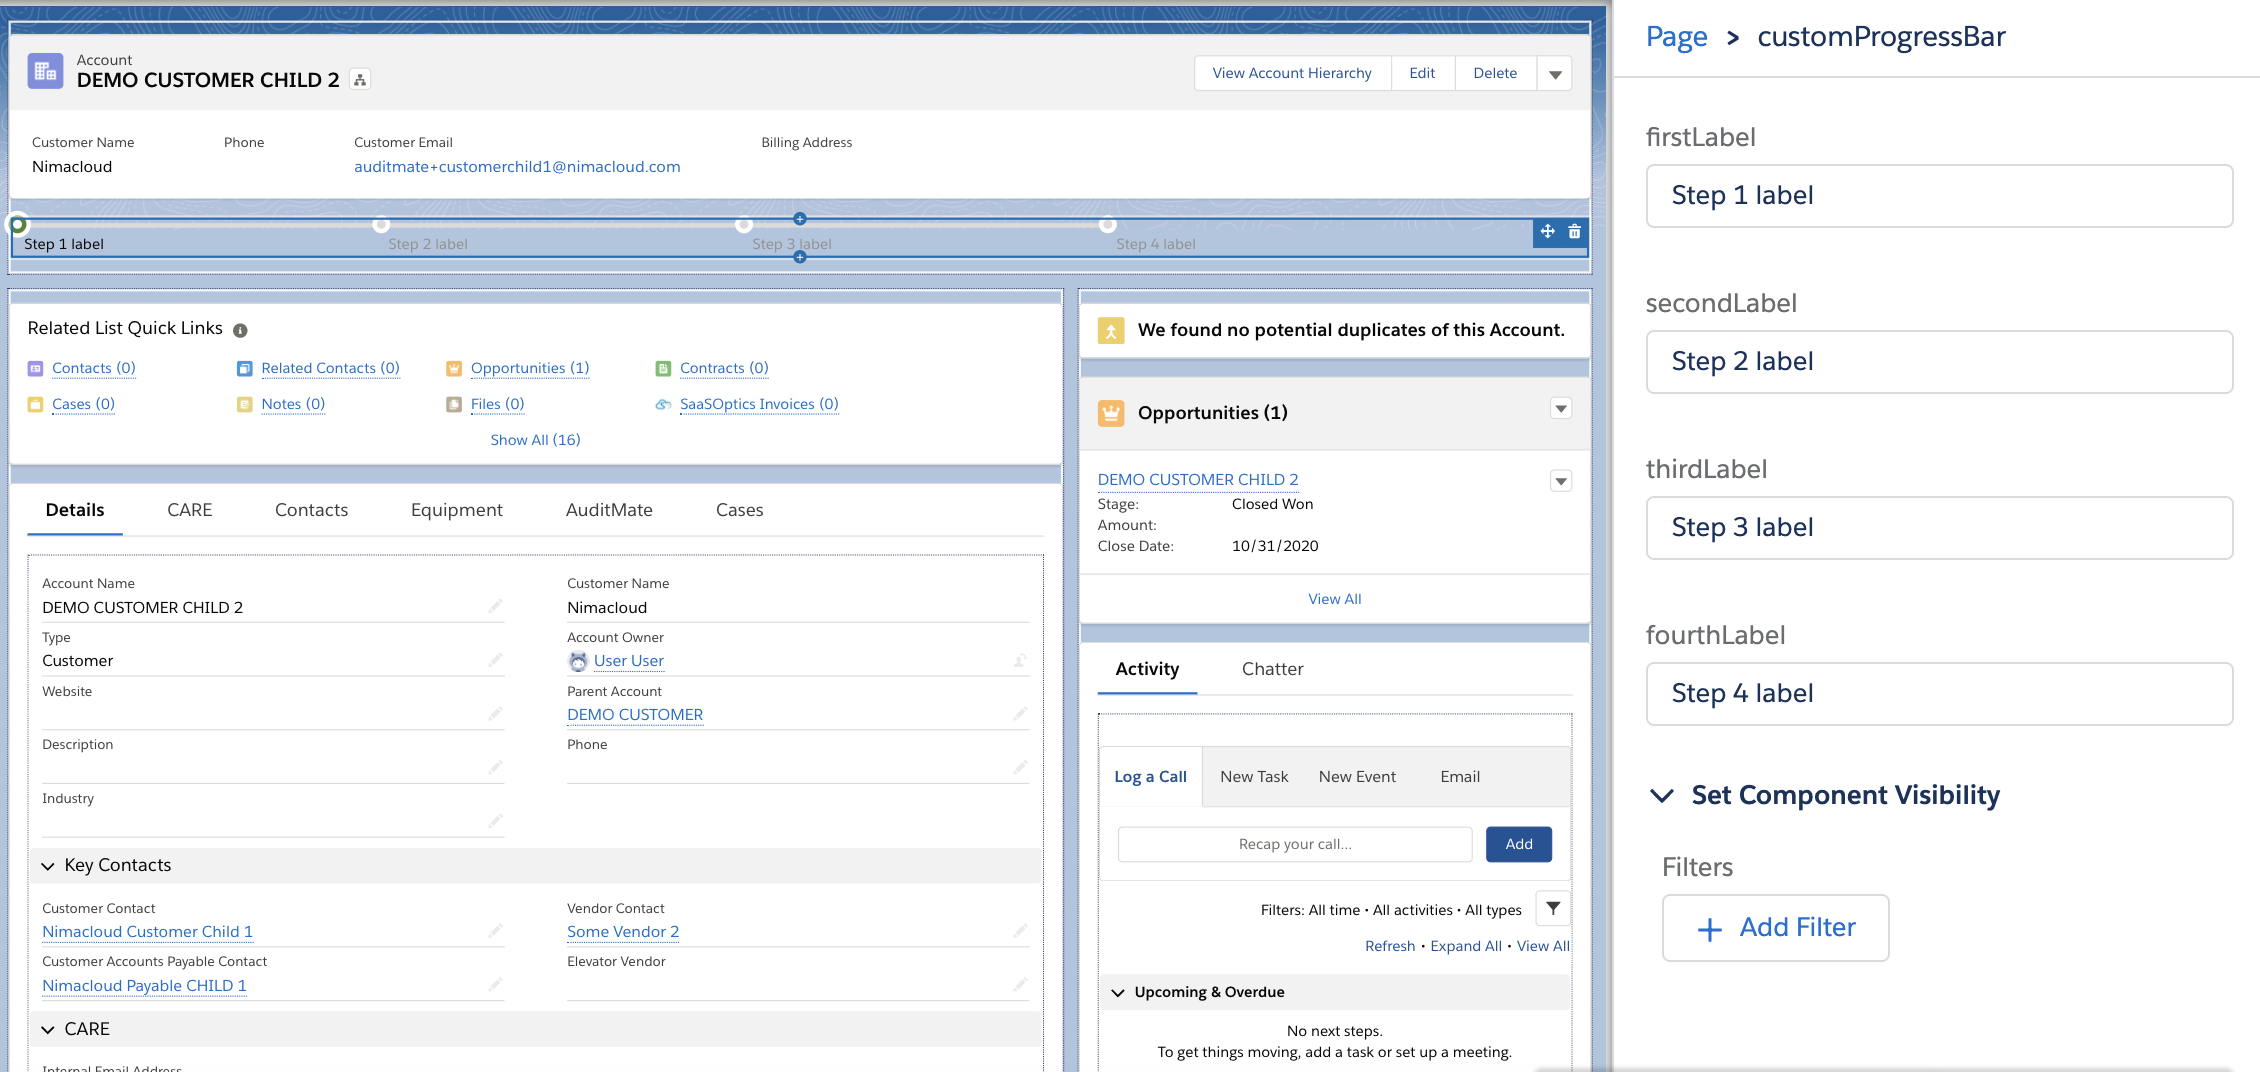 Account
DEMO CUSTOMER CHILD 2
View Account Hierarchy
Edit
Delete
Customer Name
Nimacloud
Phone
Customer Email
auditmate+customerchild1@nimacloud.com
Billing Address
Step 1 label
Step 2 label
Step 3 label
Step 4 label
Related List Quick Links
Contacts (0)
Related Contacts (0)
Opportunities (1)
Contracts (0)
Cases (0)
Notes (0)
Files (0)
SaaSOptics Invoices (0)
Show All (16)
Details
CARE
Contacts
Equipment
AuditMate
Cases
Account Name
DEMO CUSTOMER CHILD 2
Customer Name
Nimacloud
Type
Customer
Account Owner
User User
Website
Parent Account
DEMO CUSTOMER
Description
Phone
Industry
Key Contacts
Customer Contact
Nimacloud Customer Child 1
Vendor Contact
Some Vendor 2
Customer Accounts Payable Contact
Nimacloud Payable CHILD 1
Elevator Vendor
CARE
Internal Email Address
We found no potential duplicates of this Account.
Opportunities (1)
DEMO CUSTOMER CHILD 2
Stage: Closed Won
Amount:
Close Date: 10/31/2020
View All
Activity
Chatter
Log a Call
New Task
New Event
Email
Recap your call...
Add
Filters: All time • All activities • All types
Refresh • Expand All • View All
Upcoming & Overdue
No next steps.
To get things moving, add a task or set up a meeting.
Page > customProgressBar
firstLabel
Step 1 label
secondLabel
Step 2 label
thirdLabel
Step 3 label
fourthLabel
Step 4 label
Set Component Visibility
Filters
+ Add Filter